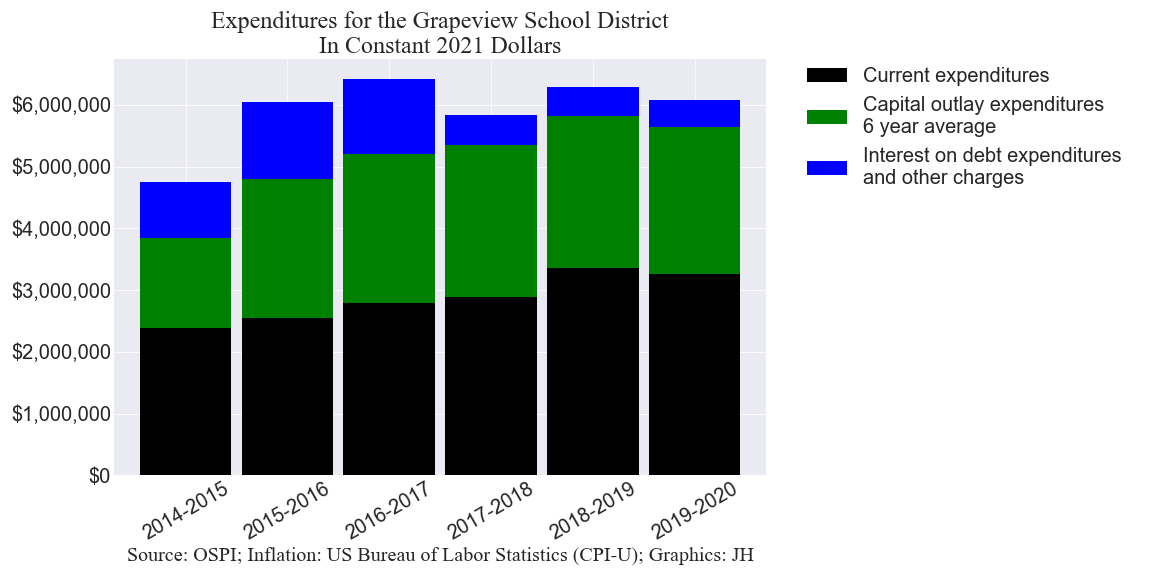 Expenditures for the Grapeview School District
In Constant 2021 Dollars
$6,000,000
$5,000,000
$4,000,000
$3,000,000
$2,000,000
$1,000,000
$0
2014-2015
2015-2016
2016-2017
2017-2018
2018-2019
2019-2020
Current expenditures
Capital outlay expenditures
6 year average
Interest on debt expenditures
and other charges
Source: OSPI; Inflation: US Bureau of Labor Statistics (CPI-U); Graphics: JH